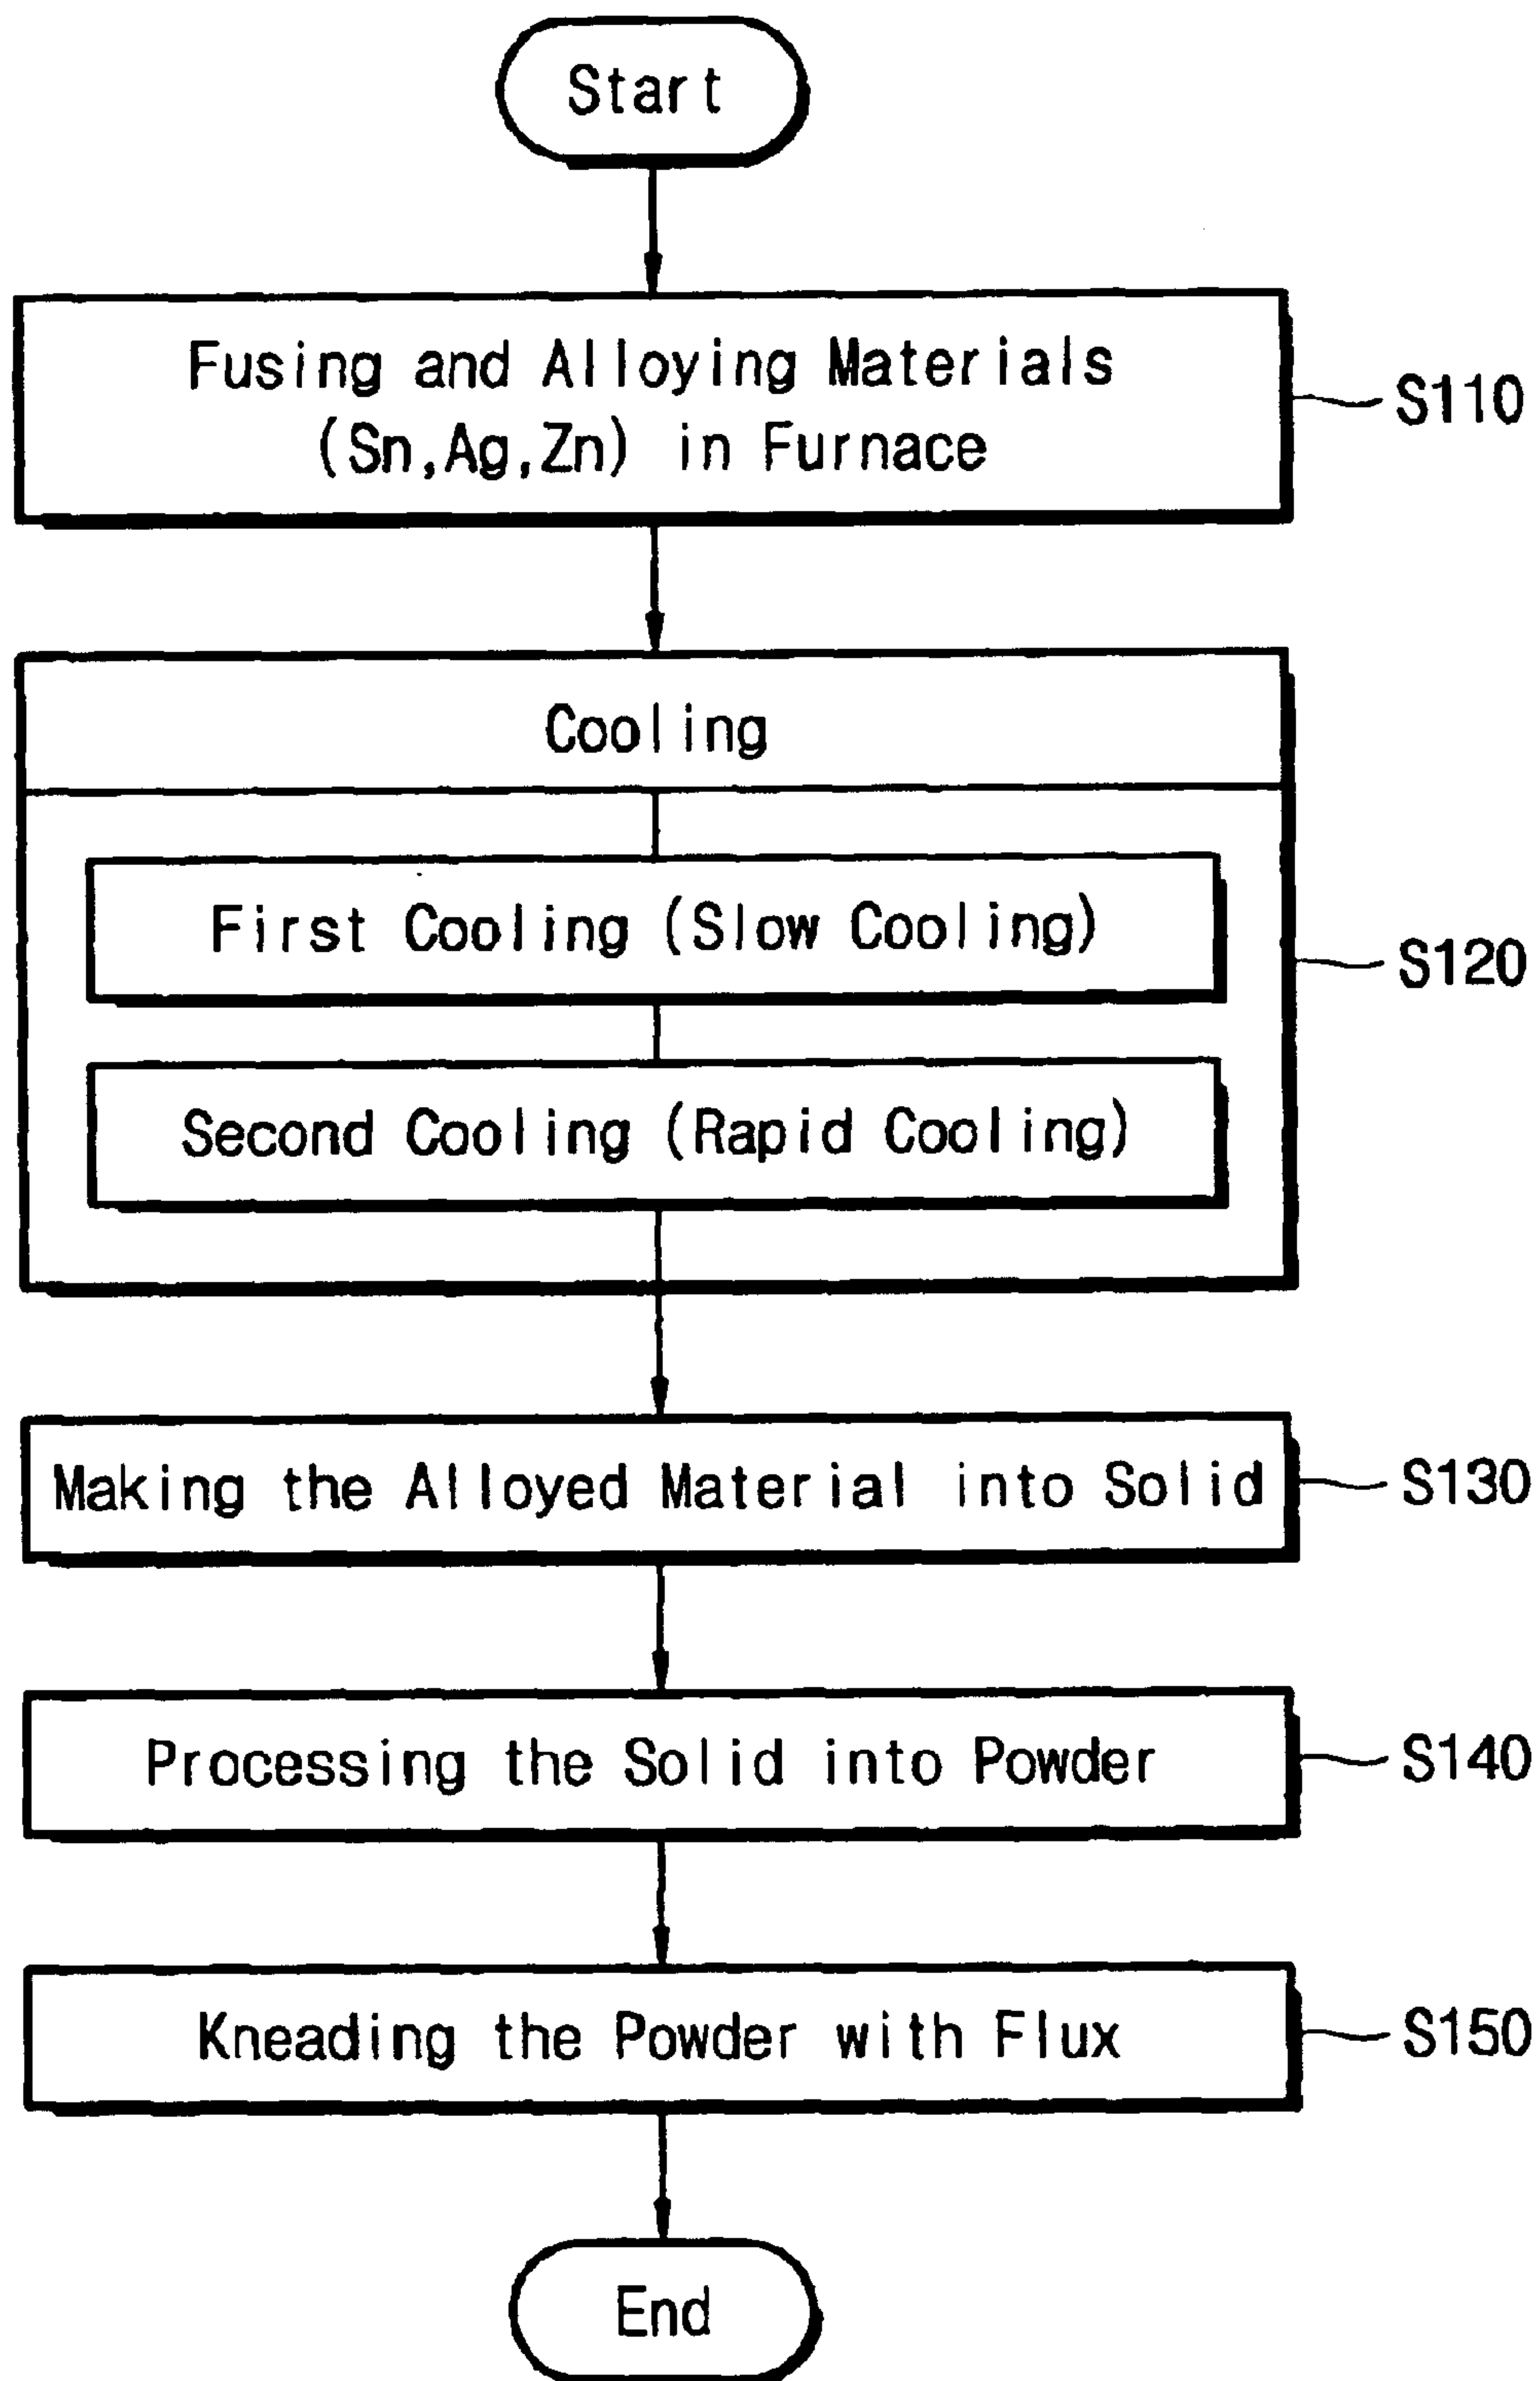 Start
Fusing and Alloying Materials
(Sn,Ag,Zn) in Furnace
S110
Cooling
First Cooling (Slow Cooling)
S120
Second Cooling (Rapid Cooling)
Making the Alloyed Material into Solid
S130
Processing the Solid into Powder
S140
Kneading the Powder with Flux
S150
End